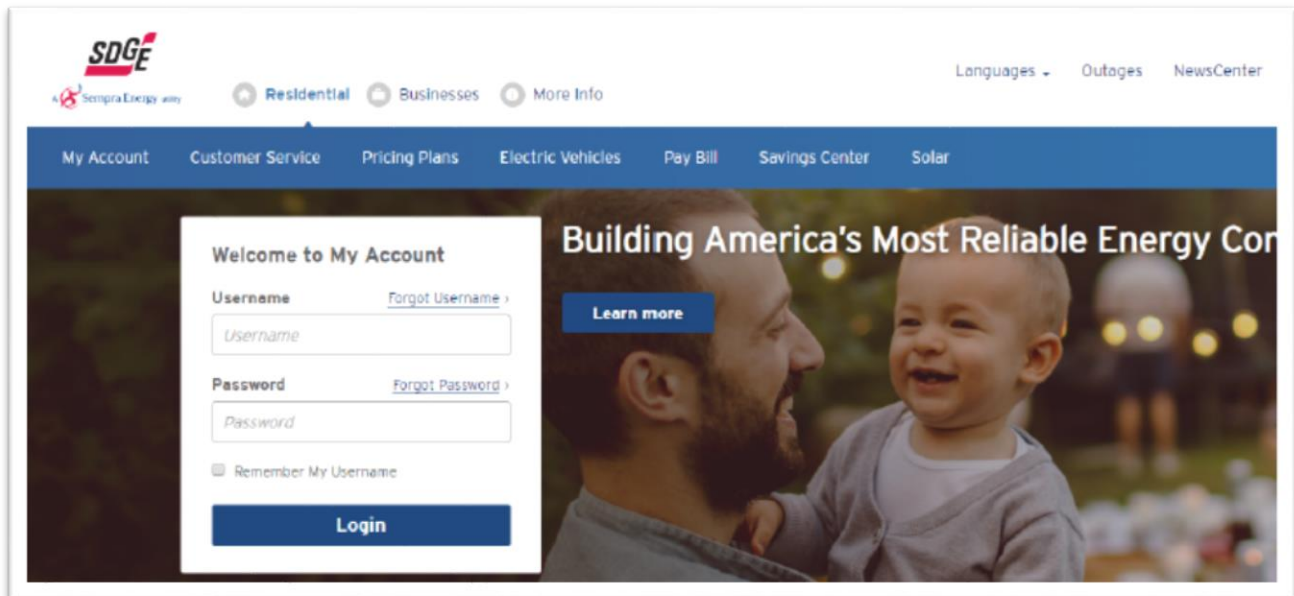 SDGE
A Sempra Energy utility
Residential Businesses More Info
Languages Outages NewsCenter
My Account Customer Service Pricing Plans Electric Vehicles Pay Bill Savings Center Solar
Welcome to My Account
Username Forgot Username ›
Username
Password Forgot Password ›
Password
Remember My Username
Login
Building America's Most Reliable Energy Com
Learn more